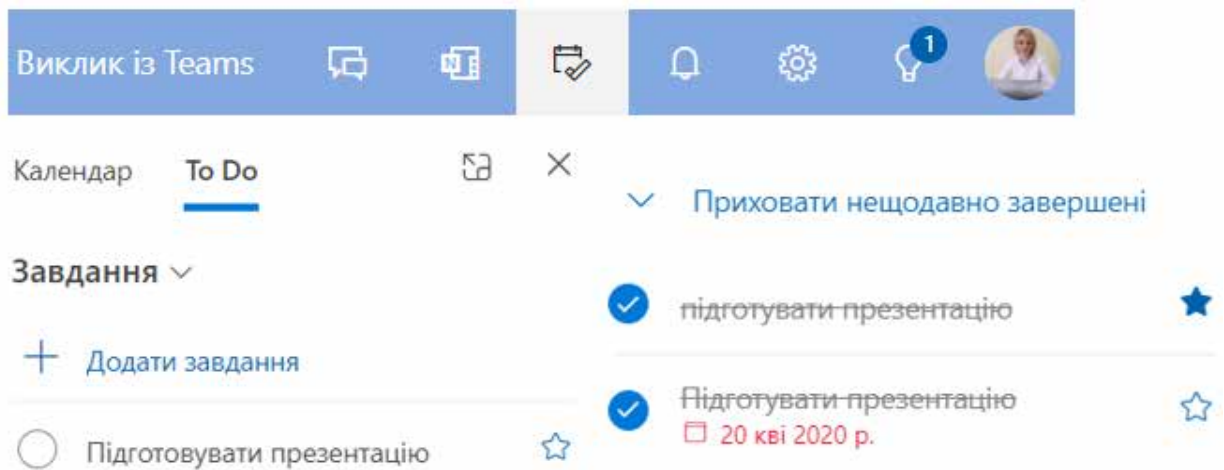 Виклик із Teams
N
1
Календар To Do
Завдання
Додати завдання
Підготовувати презентацію
Приховати нещодавно завершені
підготувати презентацію
Підготувати презентацію
20 кві 2020 р.